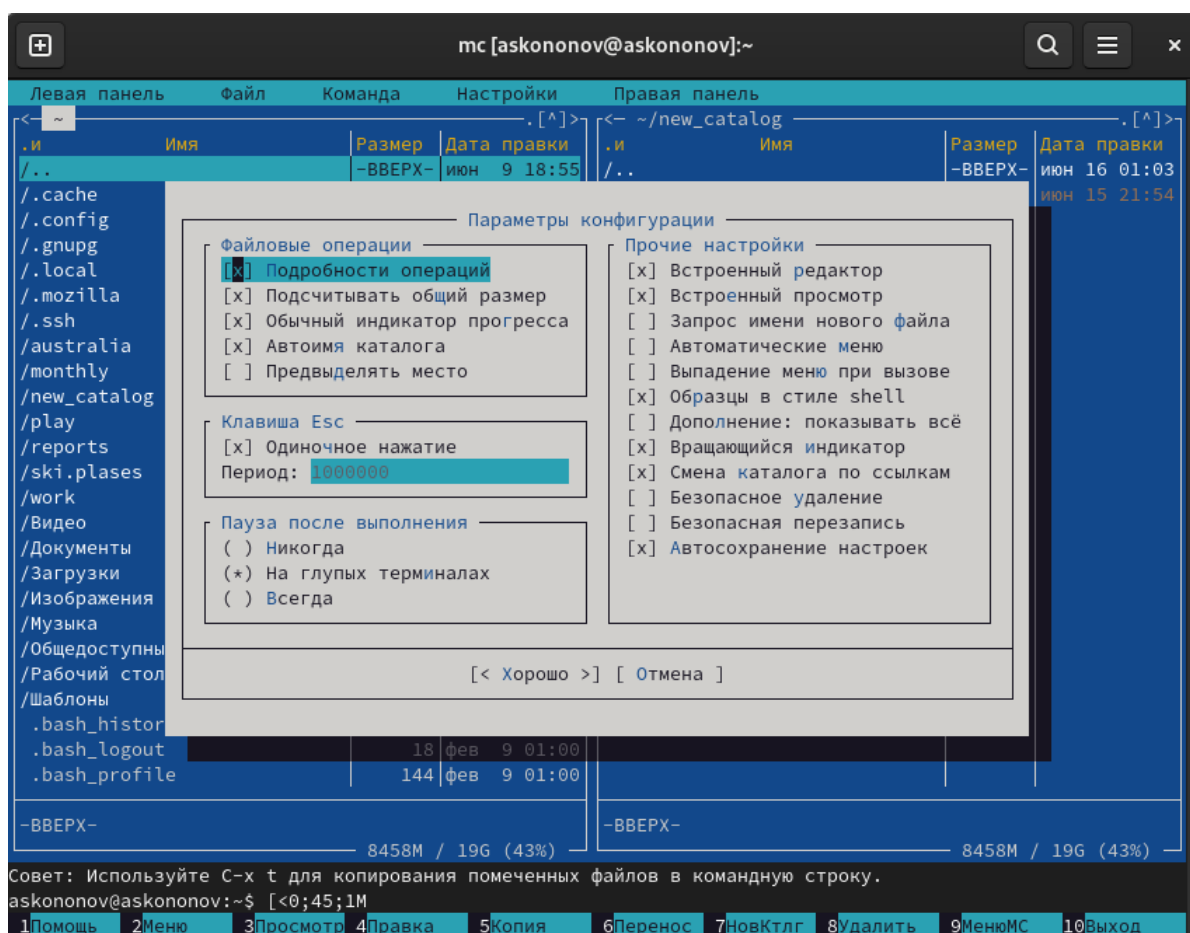 mc [askononov@askononov]:~
Левая панель Файл Команда Настройки Правая панель
<- ~ .[^]> <- ~/new_catalog .[^]>
.и Имя Размер Дата правки .и Имя Размер Дата правки
/.. -ВВЕРХ- июн 9 18:55 /.. -ВВЕРХ- июн 16 01:03
/.cache июн 15 21:54
/.config Параметры конфигурации
/.gnupg Файловые операции Прочие настройки
/.local [x] Подробности операций [x] Встроенный редактор
/.mozilla [x] Подсчитывать общий размер [x] Встроенный просмотр
/.ssh [x] Обычный индикатор прогресса [ ] Запрос имени нового файла
/australia [x] Автоимя каталога [ ] Автоматические меню
/monthly [ ] Предвыделять место [ ] Выпадение меню при вызове
/new_catalog [x] Образцы в стиле shell
/play Клавиша Esc [ ] Дополнение: показывать всё
/reports [x] Одиночное нажатие [x] Вращающийся индикатор
/ski.plases Период: 1000000 [x] Смена каталога по ссылкам
/work [ ] Безопасное удаление
/Видео Пауза после выполнения [ ] Безопасная перезапись
/Документы ( ) Никогда [x] Автосохранение настроек
/Загрузки (*) На глупых терминалах
/Изображения ( ) Всегда
/Музыка
/Общедоступны
/Рабочий стол [< Хорошо >] [ Отмена ]
/Шаблоны
.bash_histor
.bash_logout 18 фев 9 01:00
.bash_profile 144 фев 9 01:00
-ВВЕРХ- -ВВЕРХ-
8458M / 19G (43%) 8458M / 19G (43%)
Совет: Используйте C-x t для копирования помеченных файлов в командную строку.
askononov@askononov:~$ [<0;45;1M
1Помощь 2Меню 3Просмотр 4Правка 5Копия 6Перенос 7НовКтлг 8Удалить 9МенюMC 10Выход